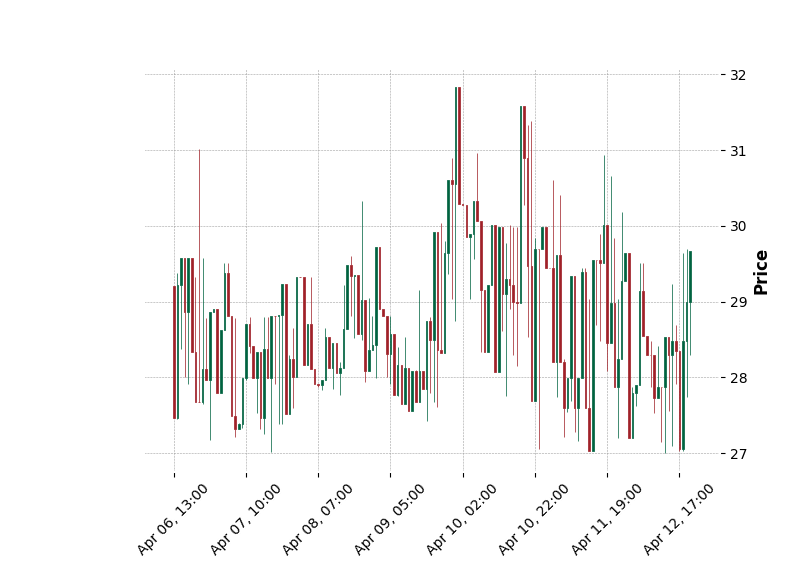 32
31
30
29
28
27
Price
Apr 06, 13:00
Apr 07, 10:00
Apr 08, 07:00
Apr 09, 05:00
Apr 10, 02:00
Apr 10, 22:00
Apr 11, 19:00
Apr 12, 17:00